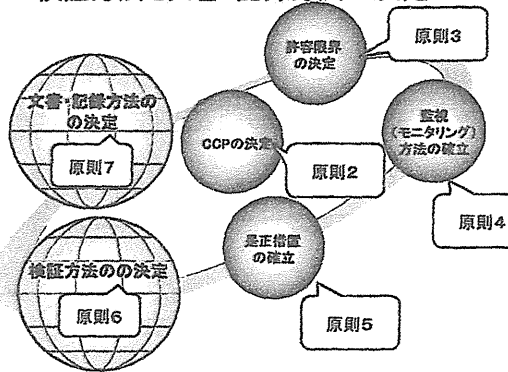 許容限界
の決定
原則3
文書・記録方法の
の決定
原則7
CCPの決定
原則2
監視
(モニタリング)
方法の確立
原則4
是正措置
の確立
原則5
検証方法のの決定
原則6